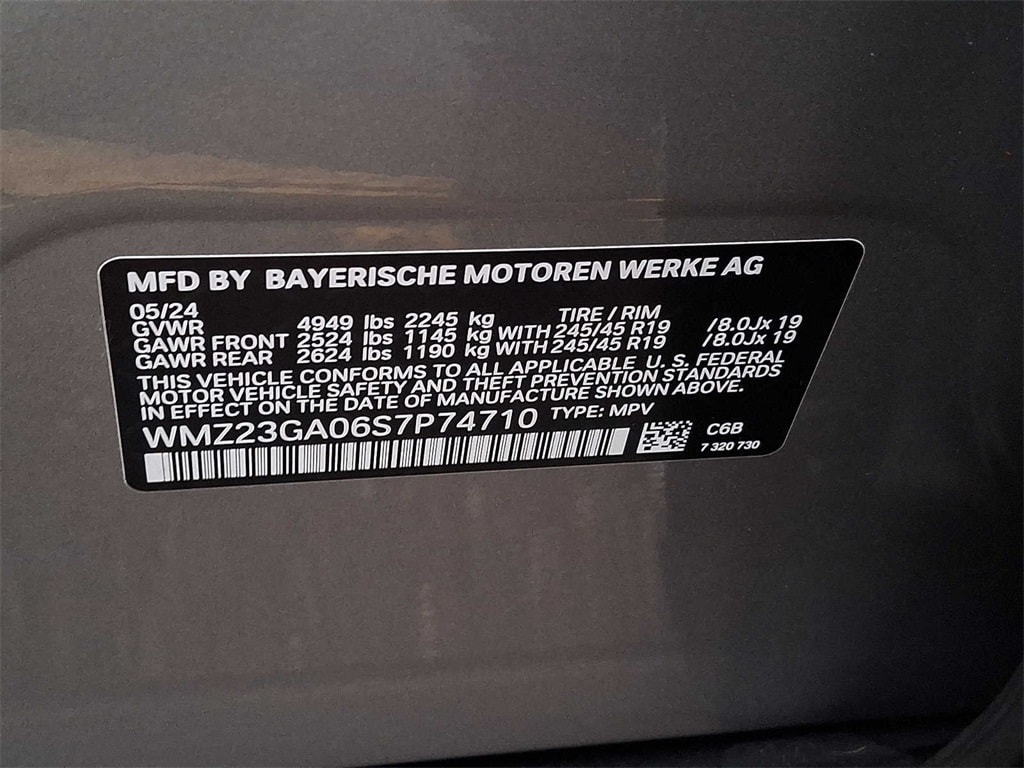 MFD BY BAYERISCHE MOTOREN WERKE AG
05/24 TIRE / RIM
GVWR 4949 lbs 2245 kg
GAWR FRONT 2524 lbs 1145 kg WITH 245/45 R19 /8.0Jx 19
GAWR REAR 2624 lbs 1190 kg WITH 245/45 R19 /8.0Jx 19
THIS VEHICLE CONFORMS TO ALL APPLICABLE U. S. FEDERAL
MOTOR VEHICLE SAFETY AND THEFT PREVENTION STANDARDS
IN EFFECT ON THE DATE OF MANUFACTURE SHOWN ABOVE.
WMZ23GA06S7P74710 TYPE: MPV
C6B
7 320 730